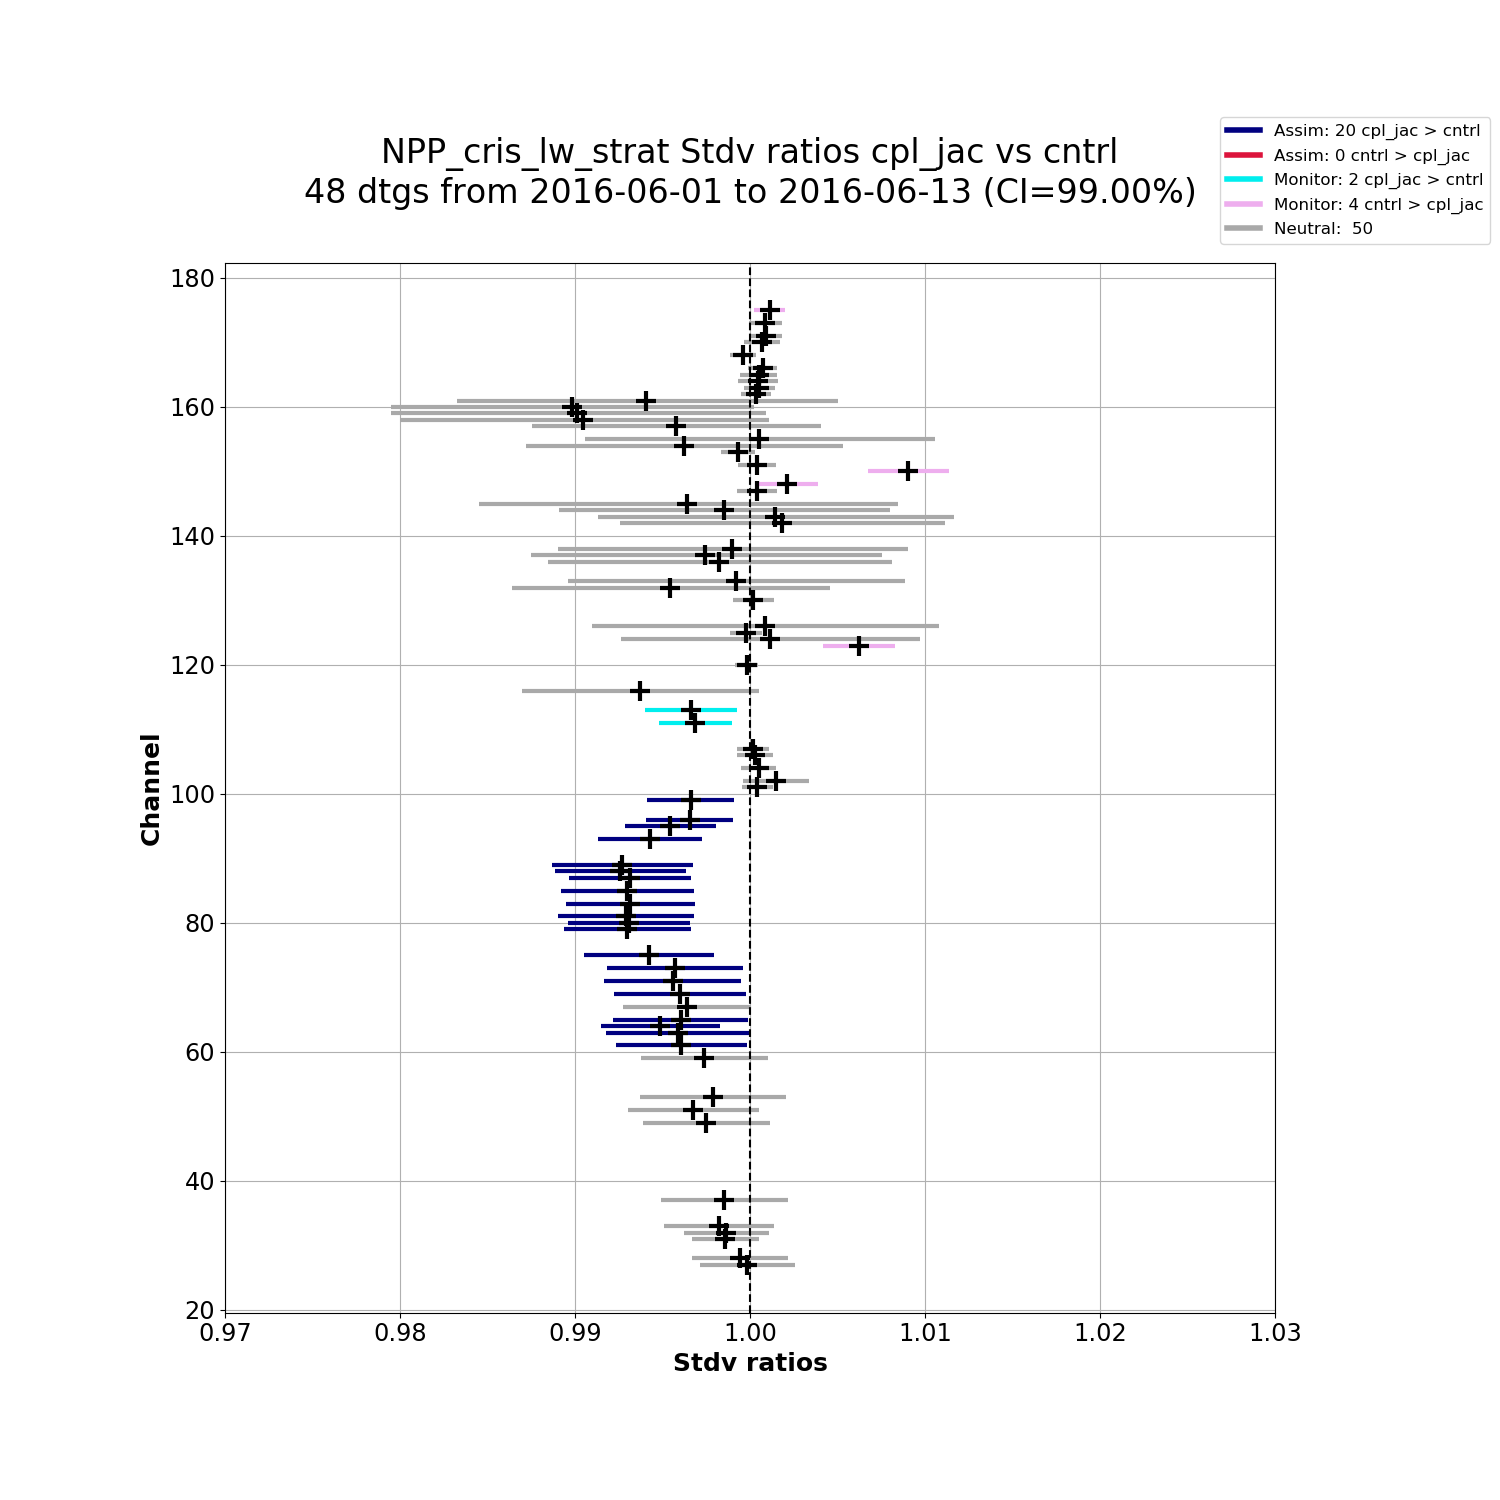 NPP_cris_lw_strat Stdv ratios cpl_jac vs cntrl
48 dtgs from 2016-06-01 to 2016-06-13 (CI=99.00%)
Assim: 20 cpl_jac > cntrl
Assim: 0 cntrl > cpl_jac
Monitor: 2 cpl_jac > cntrl
Monitor: 4 cntrl > cpl_jac
Neutral:  50
180
160
140
120
100
80
60
40
20
Channel
0.97 0.98 0.99 1.00 1.01 1.02 1.03
Stdv ratios